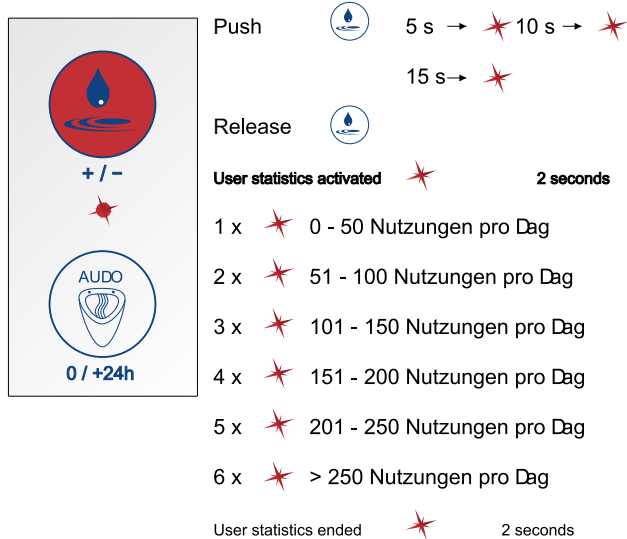 Push 5 s → 10 s →
15 s →
Release
+ / −
User statistics activated 2 seconds
1 x 0 - 50 Nutzungen pro Dag
AUDO
2 x 51 - 100 Nutzungen pro Dag
3 x 101 - 150 Nutzungen pro Dag
0 / +24h
4 x 151 - 200 Nutzungen pro Dag
5 x 201 - 250 Nutzungen pro Dag
6 x > 250 Nutzungen pro Dag
User statistics ended 2 seconds